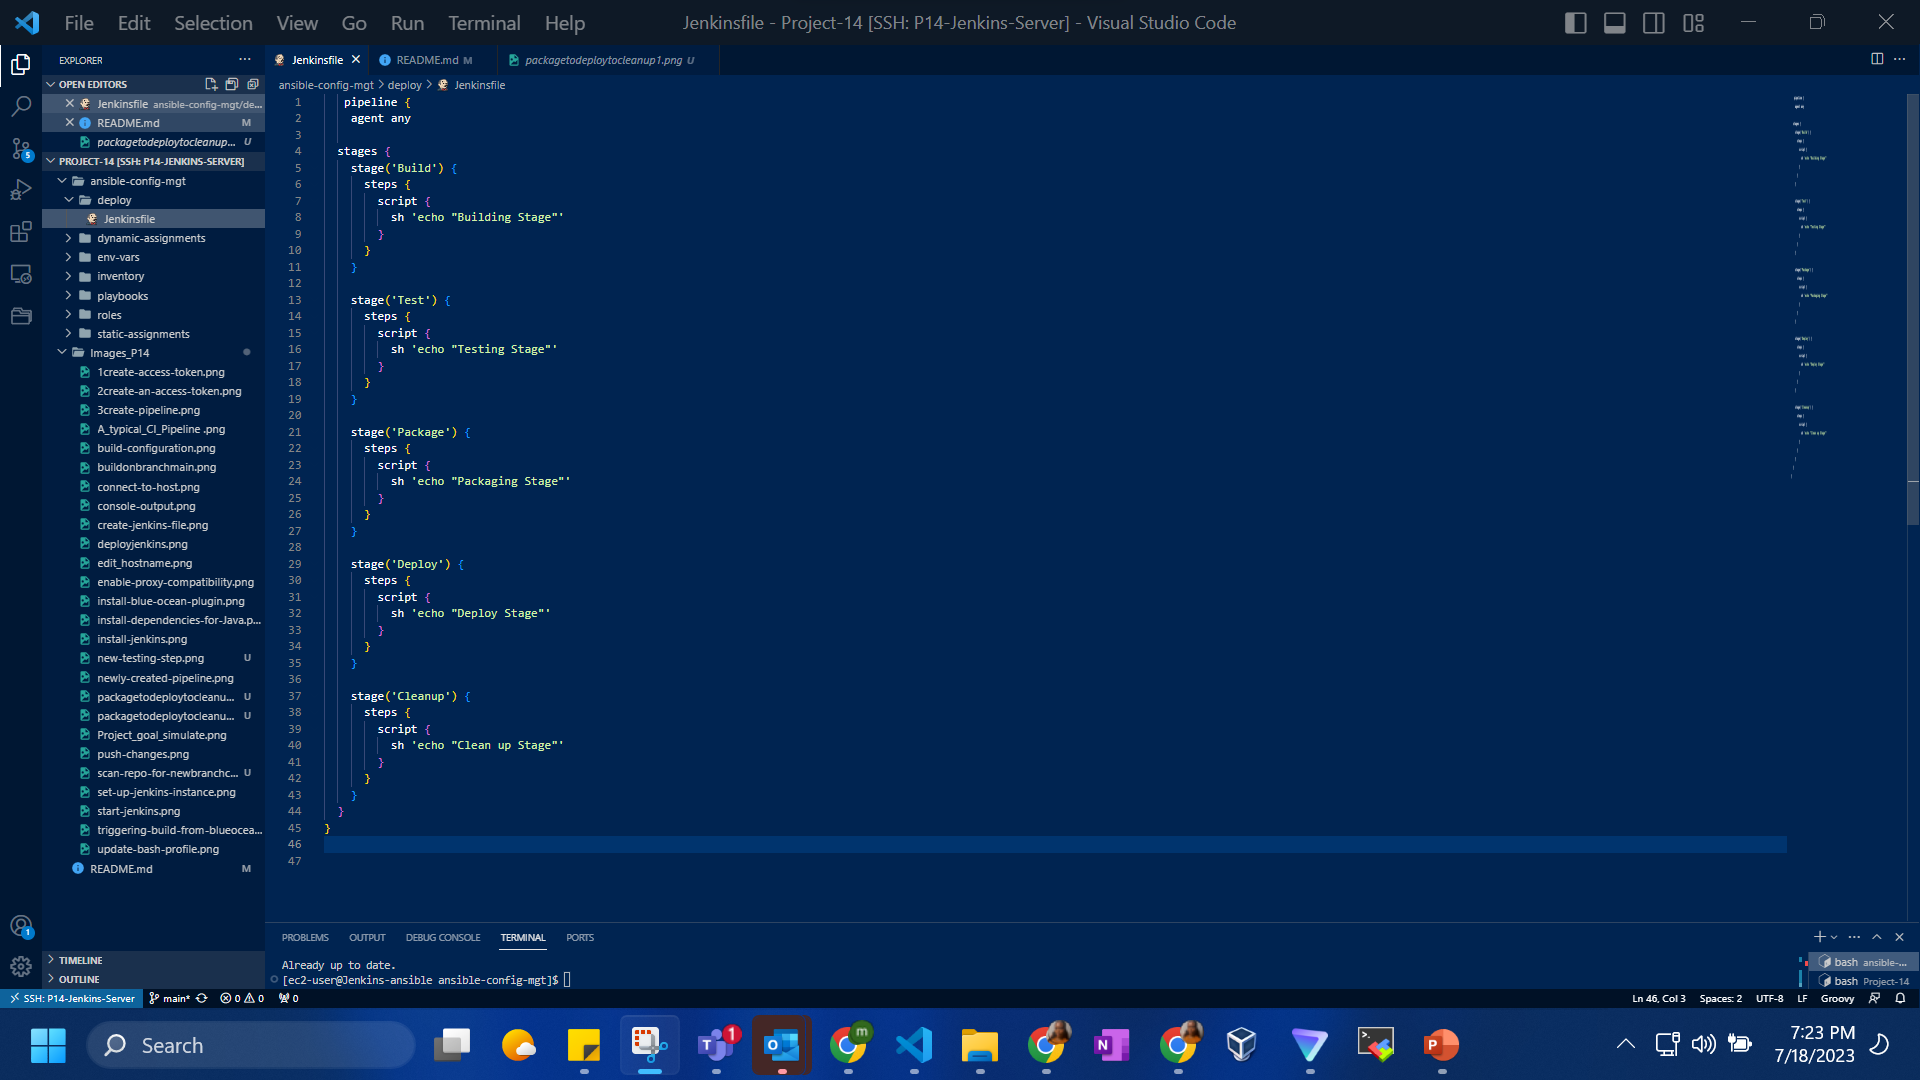 File Edit Selection View Go Run Terminal Help
Jenkinsfile - Project-14 [SSH: P14-Jenkins-Server] - Visual Studio Code
EXPLORER
OPEN EDITORS
Jenkinsfile ansible-config-mgt/de...
README.md M
packagetodeploytocleanup... U
PROJECT-14 [SSH: P14-JENKINS-SERVER]
ansible-config-mgt
deploy
Jenkinsfile
dynamic-assignments
env-vars
inventory
playbooks
roles
static-assignments
Images_P14
1create-access-token.png
2create-an-access-token.png
3create-pipeline.png
A_typical_CI_Pipeline .png
build-configuration.png
buildonbranchmain.png
connect-to-host.png
console-output.png
create-jenkins-file.png
deployjenkins.png
edit_hostname.png
enable-proxy-compatibility.png
install-blue-ocean-plugin.png
install-dependencies-for-Java.p...
install-jenkins.png
new-testing-step.png U
newly-created-pipeline.png
packagetodeploytocleanu... U
packagetodeploytocleanu... U
Project_goal_simulate.png
push-changes.png
scan-repo-for-newbranchc... U
set-up-jenkins-instance.png
start-jenkins.png
triggering-build-from-blueocea...
update-bash-profile.png
README.md M
TIMELINE
OUTLINE
5
1
Jenkinsfile README.md M packagetodeploytocleanup1.png U
ansible-config-mgt > deploy > Jenkinsfile
1 pipeline {
2 agent any
3
4 stages {
5 stage('Build') {
6 steps {
7 script {
8 sh 'echo "Building Stage"'
9 }
10 }
11 }
12
13 stage('Test') {
14 steps {
15 script {
16 sh 'echo "Testing Stage"'
17 }
18 }
19 }
20
21 stage('Package') {
22 steps {
23 script {
24 sh 'echo "Packaging Stage"'
25 }
26 }
27 }
28
29 stage('Deploy') {
30 steps {
31 script {
32 sh 'echo "Deploy Stage"'
33 }
34 }
35 }
36
37 stage('Cleanup') {
38 steps {
39 script {
40 sh 'echo "Clean up Stage"'
41 }
42 }
43 }
44 }
45 }
46
47
PROBLEMS OUTPUT DEBUG CONSOLE TERMINAL PORTS
Already up to date.
[ec2-user@Jenkins-ansible ansible-config-mgt]$
bash ansible-...
bash Project-14
SSH: P14-Jenkins-Server main* 0 0 0
Ln 46, Col 3 Spaces: 2 UTF-8 LF Groovy
Search
1
m
7:23 PM
7/18/2023